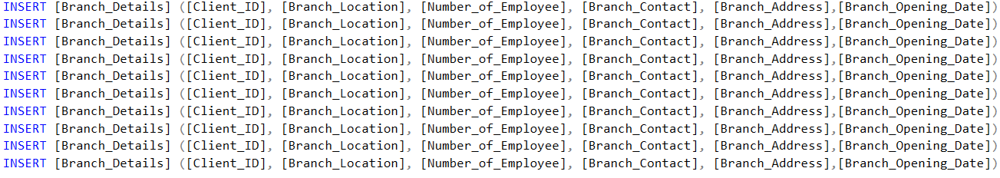 INSERT [Branch_Details] ([Client_ID], [Branch_Location], [Number_of_Employee], [Branch_Contact], [Branch_Address],[Branch_Opening_Date])
INSERT [Branch_Details] ([Client_ID], [Branch_Location], [Number_of_Employee], [Branch_Contact], [Branch_Address],[Branch_Opening_Date])
INSERT [Branch_Details] ([Client_ID], [Branch_Location], [Number_of_Employee], [Branch_Contact], [Branch_Address],[Branch_Opening_Date])
INSERT [Branch_Details] ([Client_ID], [Branch_Location], [Number_of_Employee], [Branch_Contact], [Branch_Address],[Branch_Opening_Date])
INSERT [Branch_Details] ([Client_ID], [Branch_Location], [Number_of_Employee], [Branch_Contact], [Branch_Address],[Branch_Opening_Date])
INSERT [Branch_Details] ([Client_ID], [Branch_Location], [Number_of_Employee], [Branch_Contact], [Branch_Address],[Branch_Opening_Date])
INSERT [Branch_Details] ([Client_ID], [Branch_Location], [Number_of_Employee], [Branch_Contact], [Branch_Address],[Branch_Opening_Date])
INSERT [Branch_Details] ([Client_ID], [Branch_Location], [Number_of_Employee], [Branch_Contact], [Branch_Address],[Branch_Opening_Date])
INSERT [Branch_Details] ([Client_ID], [Branch_Location], [Number_of_Employee], [Branch_Contact], [Branch_Address],[Branch_Opening_Date])
INSERT [Branch_Details] ([Client_ID], [Branch_Location], [Number_of_Employee], [Branch_Contact], [Branch_Address],[Branch_Opening_Date])